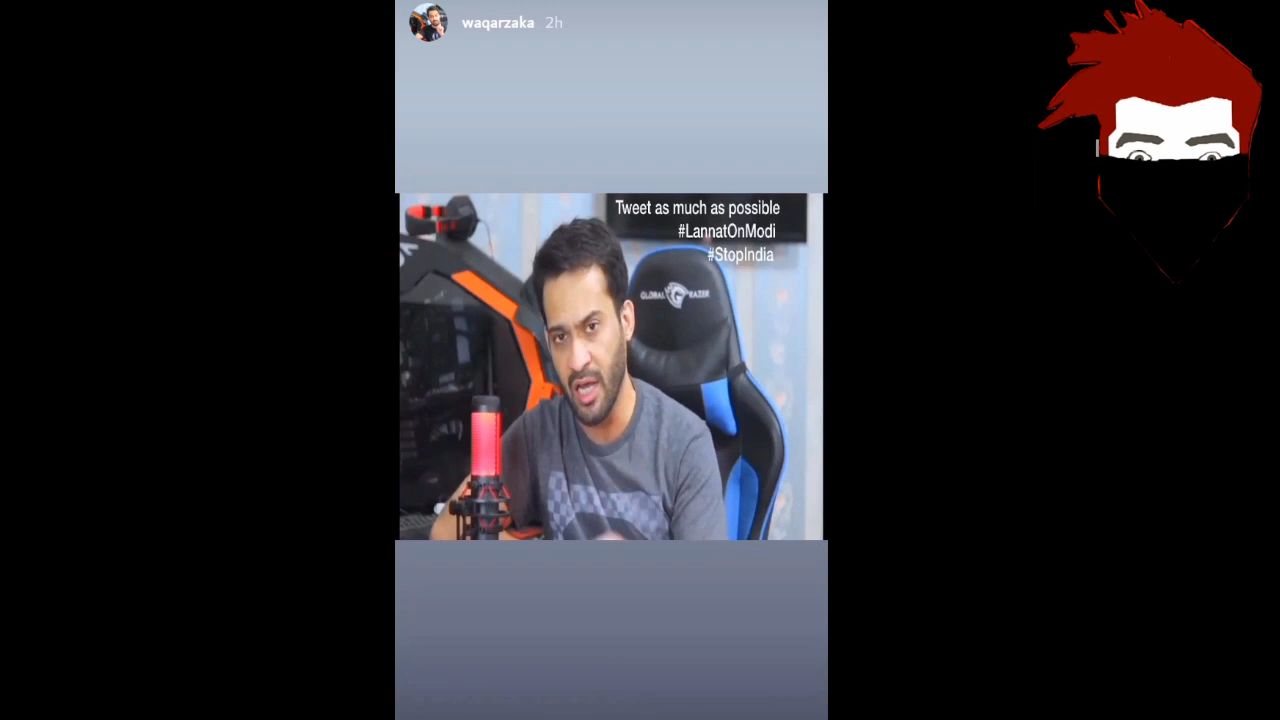 waqarzaka 2h
Tweet as much as possible
#LannatOnModi
#StopIndia
GLOBAL RAZER